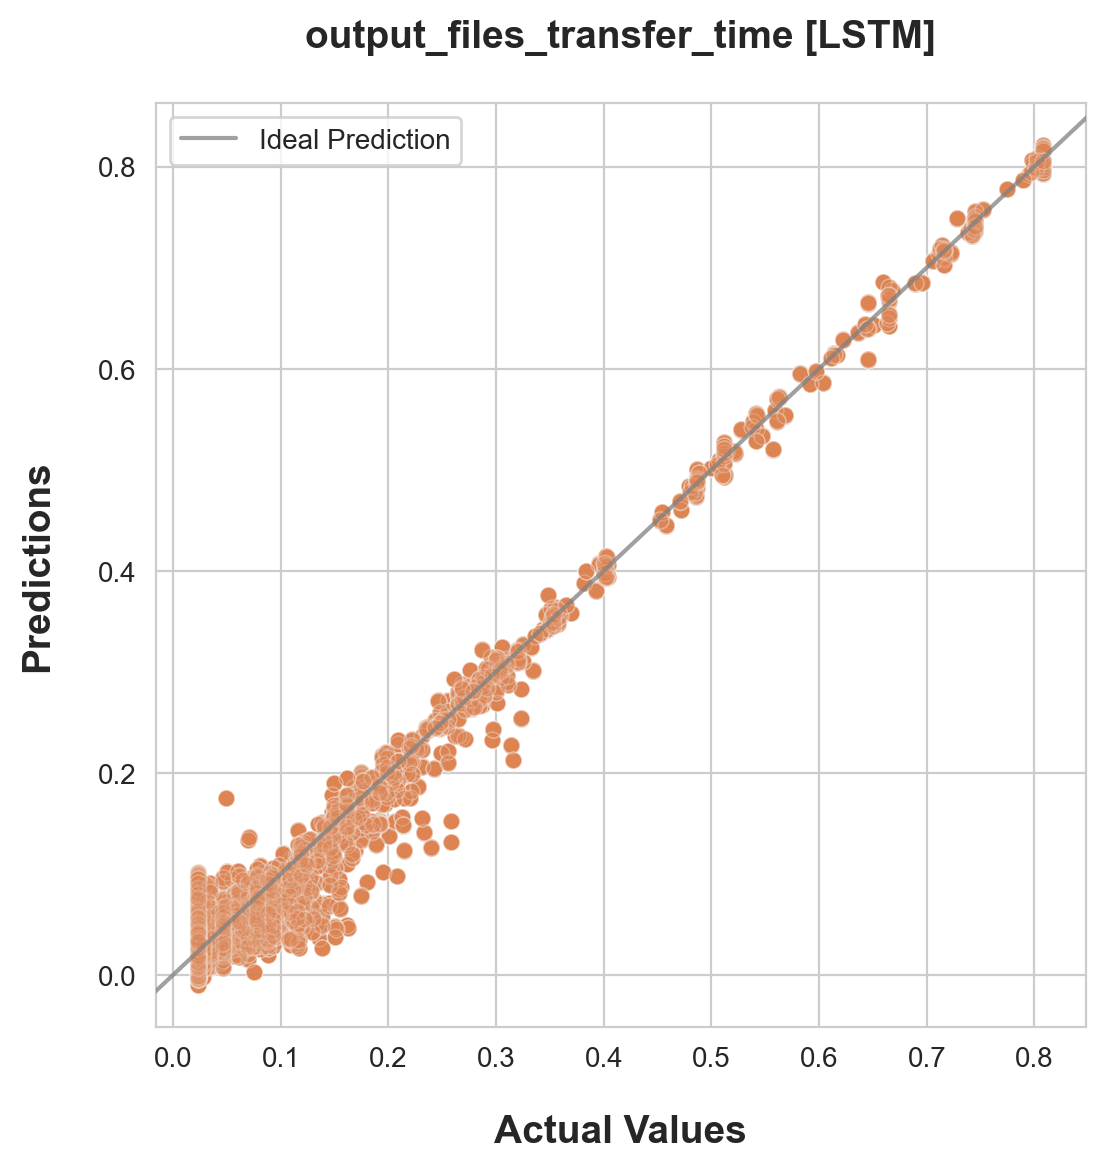 output_files_transfer_time [LSTM]
Ideal Prediction
0.8
0.6
0.4
0.2
0.0
Predictions
0.0 0.1 0.2 0.3 0.4 0.5 0.6 0.7 0.8
Actual Values